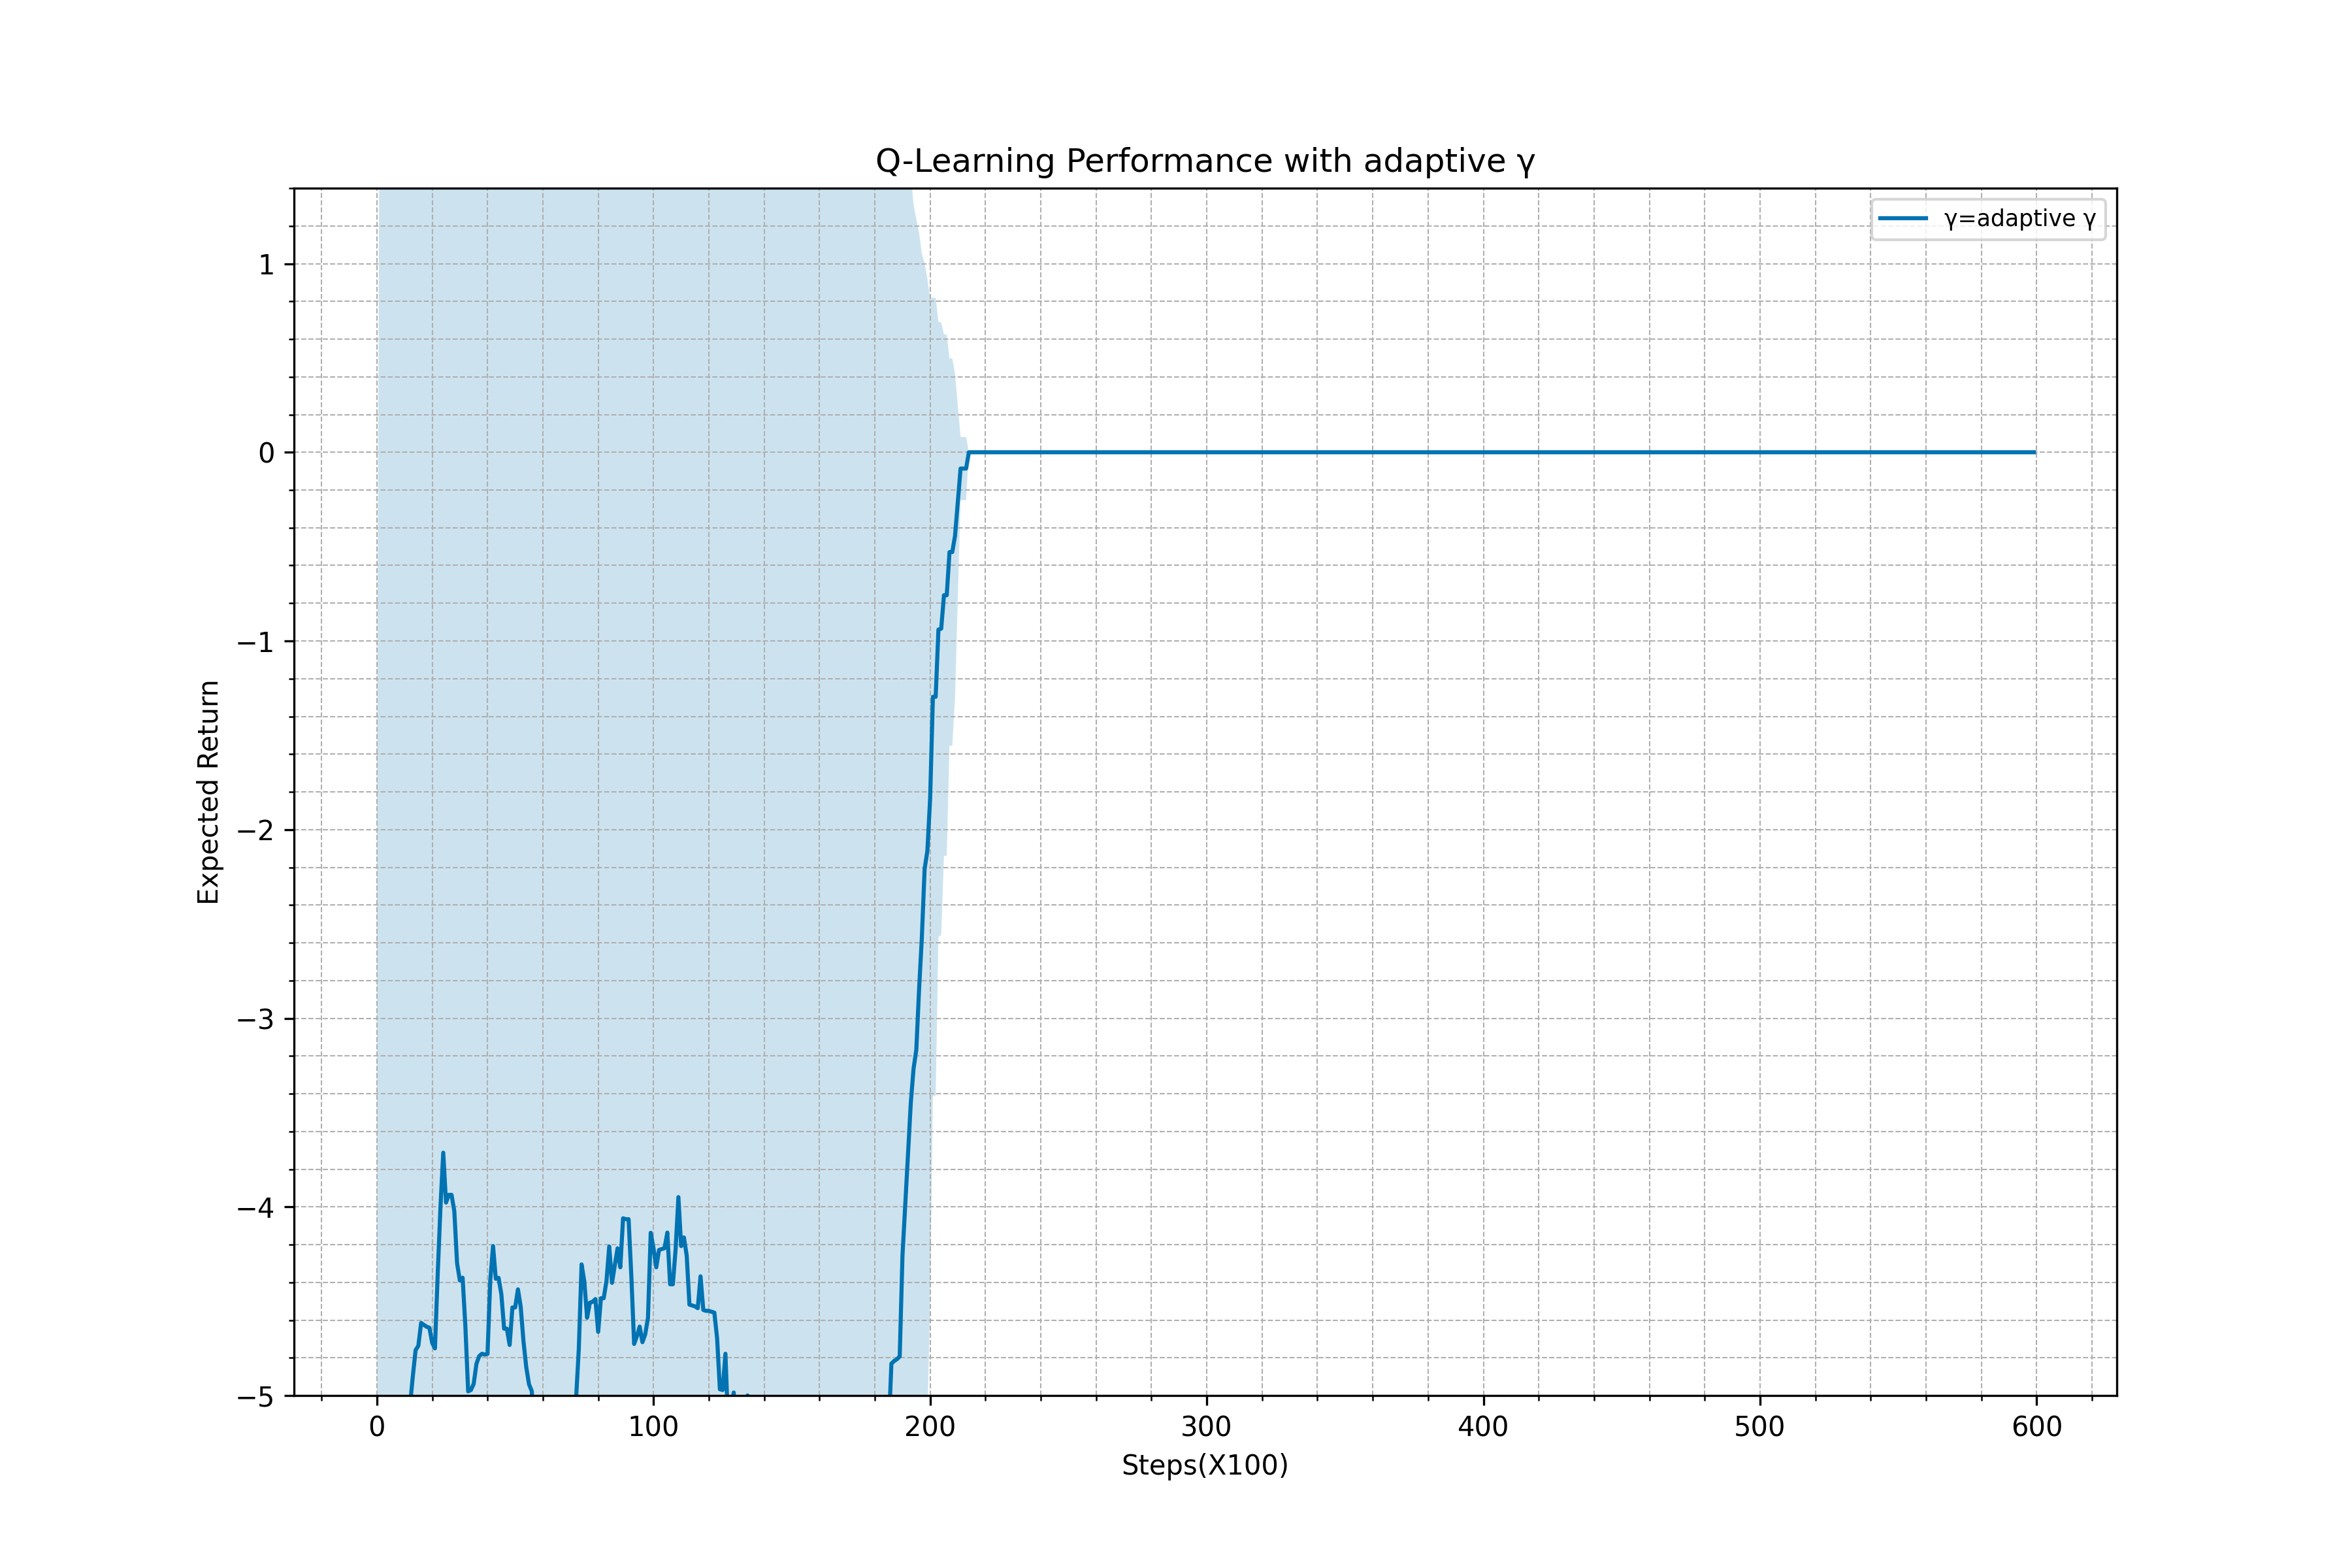 Q-Learning Performance with adaptive γ
γ=adaptive γ
1
0
−1
−2
−3
−4
−5
Expected Return
0 100 200 300 400 500 600
Steps(X100)